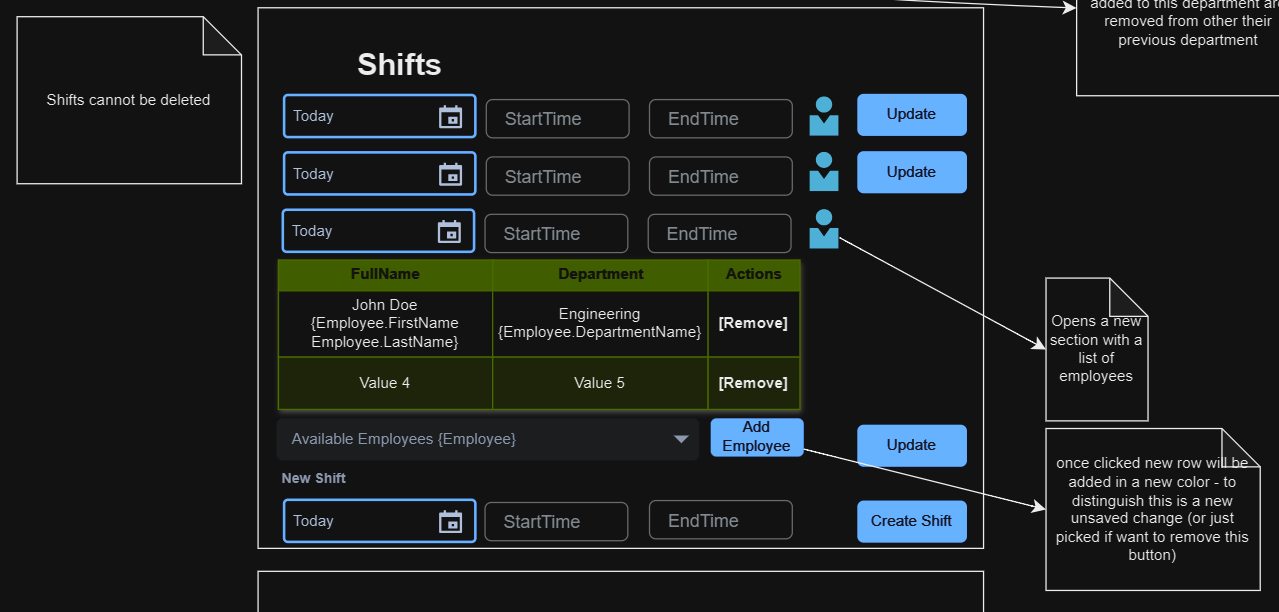 added to this department are
removed from other their
previous department
Shifts cannot be deleted
Shifts
Today StartTime EndTime Update
Today StartTime EndTime Update
Today StartTime EndTime
FullName Department Actions
John Doe
{Employee.FirstName
Employee.LastName}
Engineering
{Employee.DepartmentName}
[Remove]
Value 4 Value 5 [Remove]
Available Employees {Employee}
Add
Employee
Update
New Shift
Today StartTime EndTime Create Shift
Opens a new
section with a
list of
employees
once clicked new row will be
added in a new color - to
distinguish this is a new
unsaved change (or just
picked if want to remove this
button)